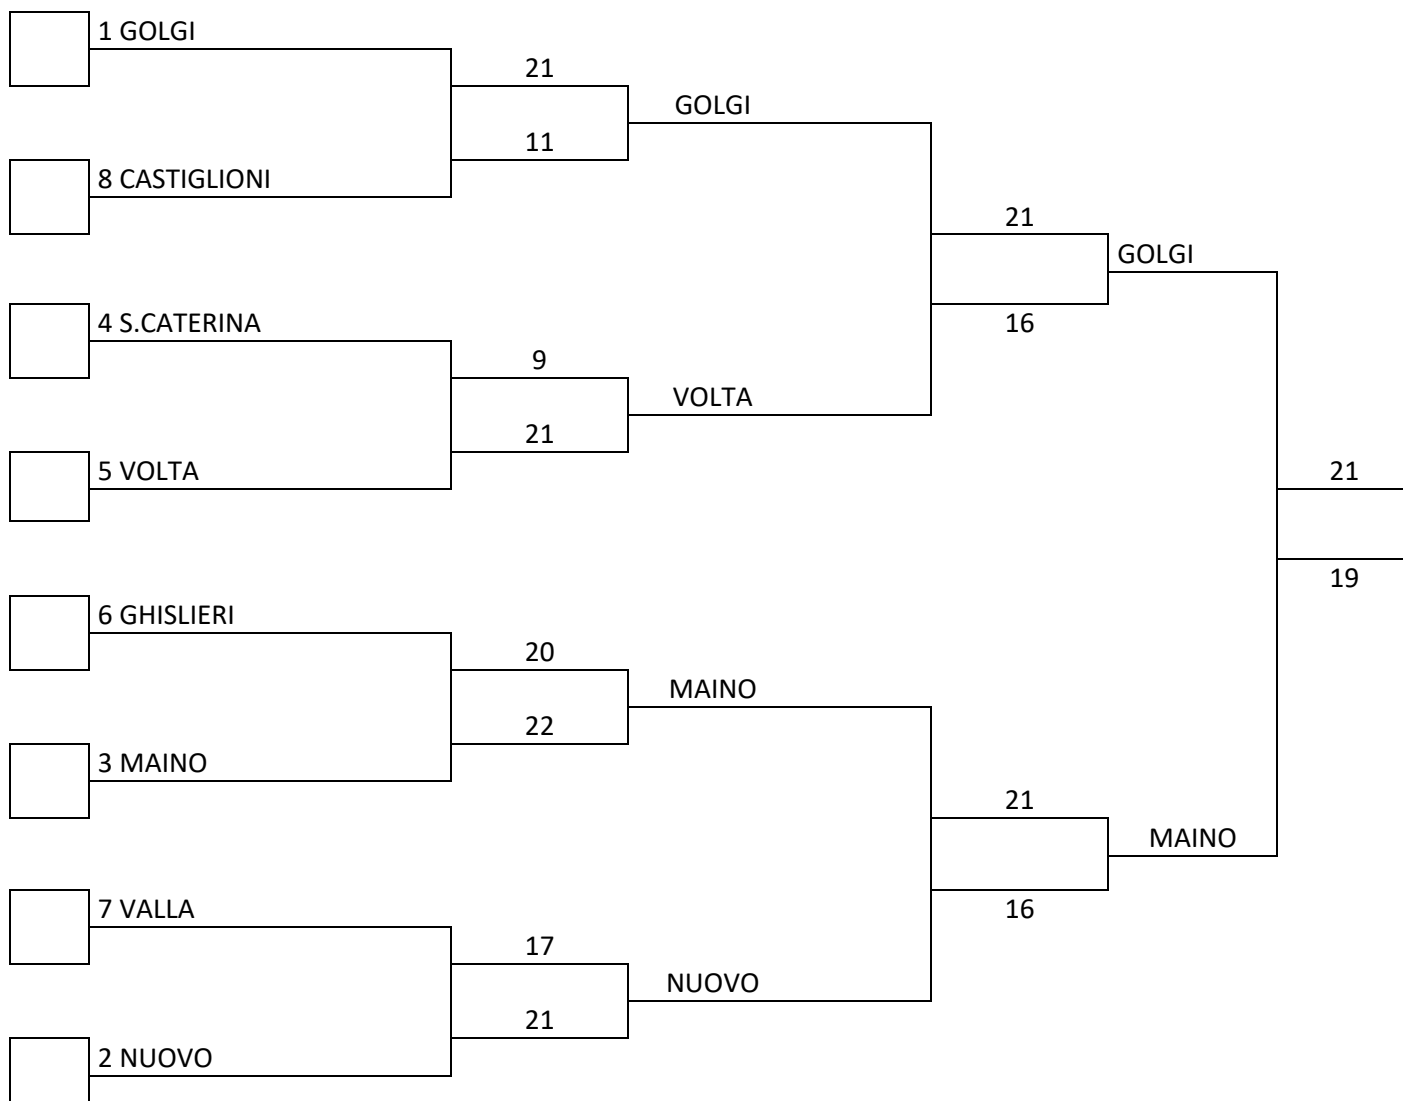 1 GOLGI
21
GOLGI
11
8 CASTIGLIONI
21
GOLGI
16
4 S.CATERINA
9
VOLTA
21
5 VOLTA
21
19
6 GHISLIERI
20
MAINO
22
3 MAINO
21
MAINO
16
7 VALLA
17
NUOVO
21
2 NUOVO